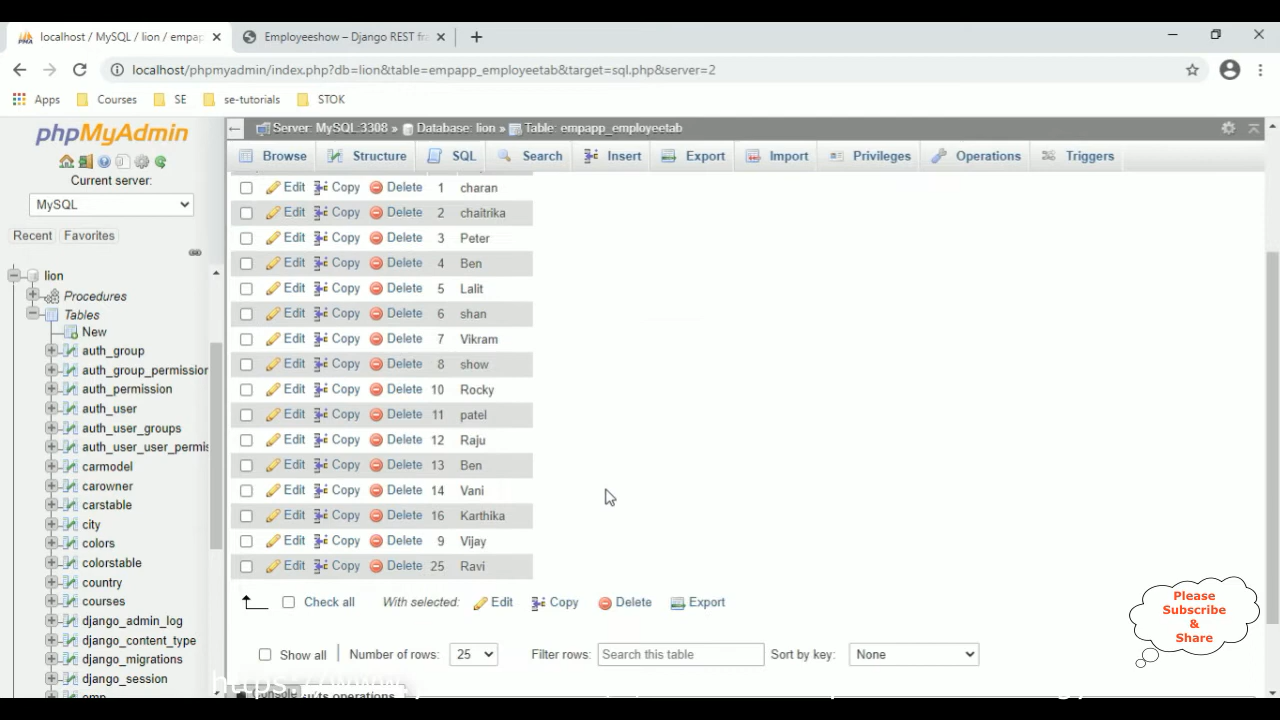 localhost / MySQL / lion / empap
Employeeshow – Django REST fra
localhost/phpmyadmin/index.php?db=lion&table=empapp_employeetab&target=sql.php&server=2
Apps Courses SE se-tutorials STOK
phpMyAdmin
Current server:
MySQL
Recent Favorites
lion
Procedures
Tables
New
auth_group
auth_group_permission
auth_permission
auth_user
auth_user_groups
auth_user_user_permis
carmodel
carowner
carstable
city
colors
colorstable
country
courses
django_admin_log
django_content_type
django_migrations
django_session
emp
Server: MySQL:3308 » Database: lion » Table: empapp_employeetab
Browse Structure SQL Search Insert Export Import Privileges Operations Triggers
Edit Copy Delete 1 charan
Edit Copy Delete 2 chaitrika
Edit Copy Delete 3 Peter
Edit Copy Delete 4 Ben
Edit Copy Delete 5 Lalit
Edit Copy Delete 6 shan
Edit Copy Delete 7 Vikram
Edit Copy Delete 8 show
Edit Copy Delete 10 Rocky
Edit Copy Delete 11 patel
Edit Copy Delete 12 Raju
Edit Copy Delete 13 Ben
Edit Copy Delete 14 Vani
Edit Copy Delete 16 Karthika
Edit Copy Delete 9 Vijay
Edit Copy Delete 25 Ravi
Check all With selected: Edit Copy Delete Export
Show all Number of rows: 25 Filter rows: Search this table Sort by key: None
Please
Subscribe
&
Share